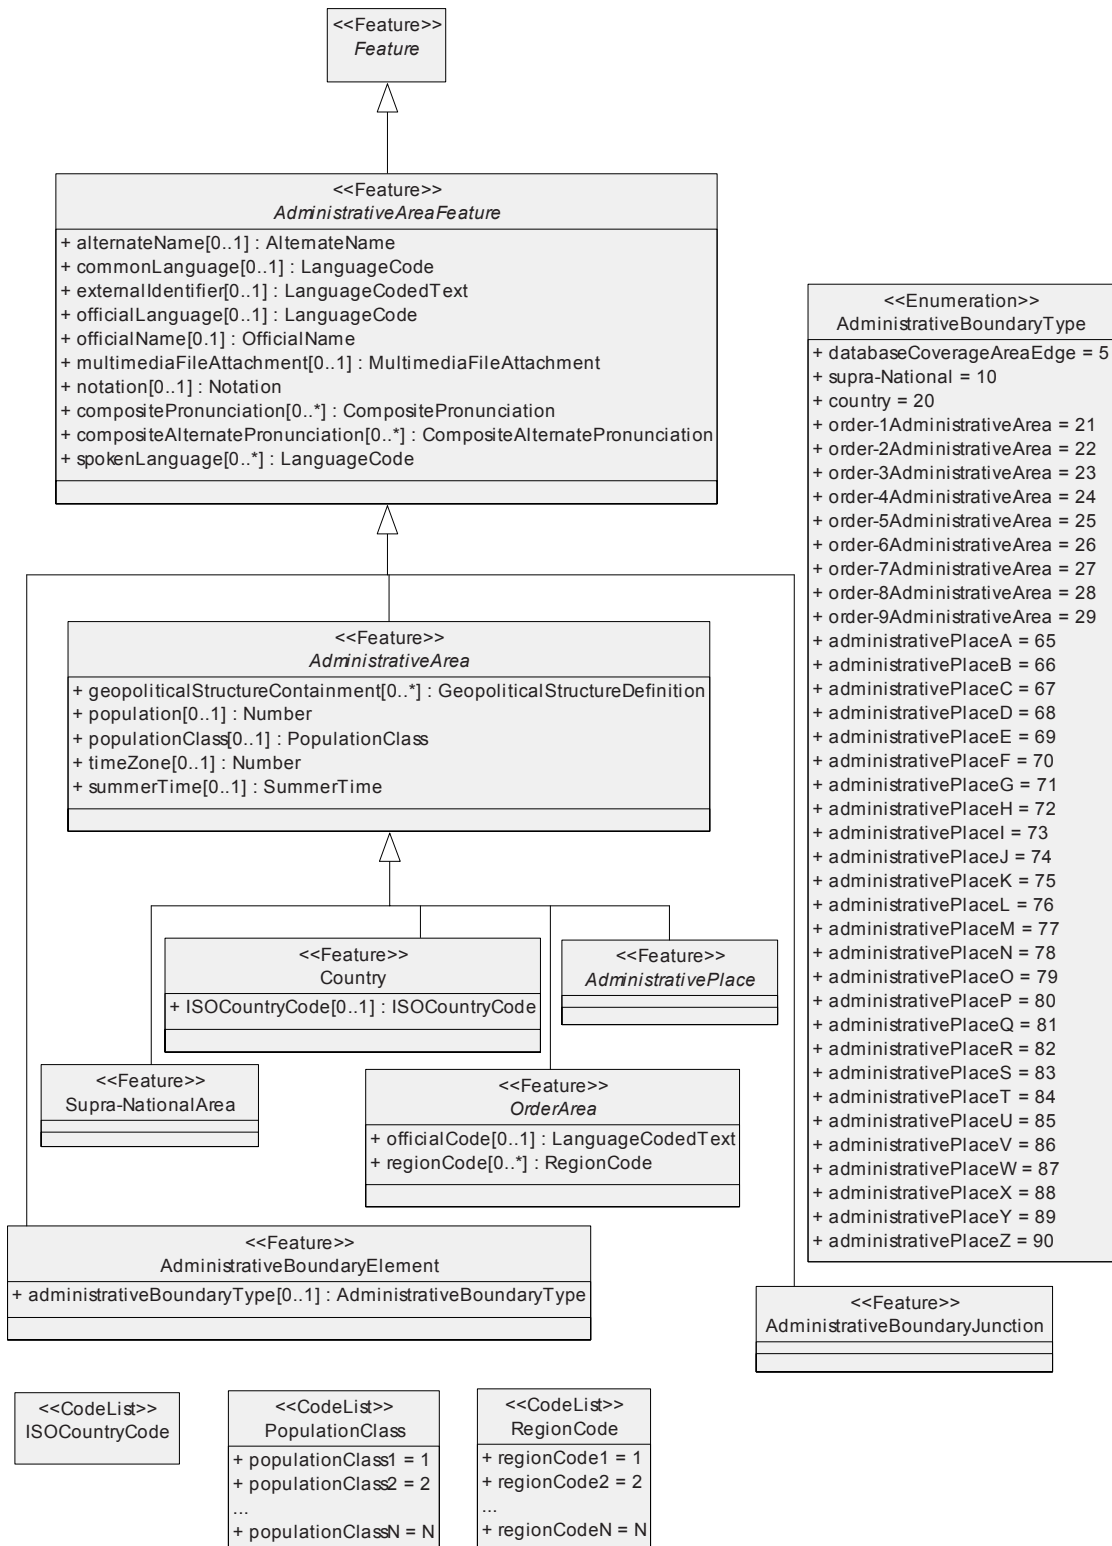 <<Feature>>
Feature
<<Feature>>
AdministrativeAreaFeature
+ alternateName[0..1] : AlternateName
+ commonLanguage[0..1] : LanguageCode
+ externalIdentifier[0..1] : LanguageCodedText
+ officialLanguage[0..1] : LanguageCode
+ officialName[0.1] : OfficialName
+ multimediaFileAttachment[0..1] : MultimediaFileAttachment
+ notation[0..1] : Notation
+ compositePronunciation[0..*] : CompositePronunciation
+ compositeAlternatePronunciation[0..*] : CompositeAlternatePronunciation
+ spokenLanguage[0..*] : LanguageCode
<<Enumeration>>
AdministrativeBoundaryType
+ databaseCoverageAreaEdge = 5
+ supra-National = 10
+ country = 20
+ order-1AdministrativeArea = 21
+ order-2AdministrativeArea = 22
+ order-3AdministrativeArea = 23
+ order-4AdministrativeArea = 24
+ order-5AdministrativeArea = 25
+ order-6AdministrativeArea = 26
+ order-7AdministrativeArea = 27
+ order-8AdministrativeArea = 28
+ order-9AdministrativeArea = 29
+ administrativePlaceA = 65
+ administrativePlaceB = 66
+ administrativePlaceC = 67
+ administrativePlaceD = 68
+ administrativePlaceE = 69
+ administrativePlaceF = 70
+ administrativePlaceG = 71
+ administrativePlaceH = 72
+ administrativePlaceI = 73
+ administrativePlaceJ = 74
+ administrativePlaceK = 75
+ administrativePlaceL = 76
+ administrativePlaceM = 77
+ administrativePlaceN = 78
+ administrativePlaceO = 79
+ administrativePlaceP = 80
+ administrativePlaceQ = 81
+ administrativePlaceR = 82
+ administrativePlaceS = 83
+ administrativePlaceT = 84
+ administrativePlaceU = 85
+ administrativePlaceV = 86
+ administrativePlaceW = 87
+ administrativePlaceX = 88
+ administrativePlaceY = 89
+ administrativePlaceZ = 90
<<Feature>>
AdministrativeArea
+ geopoliticalStructureContainment[0..*] : GeopoliticalStructureDefinition
+ population[0..1] : Number
+ populationClass[0..1] : PopulationClass
+ timeZone[0..1] : Number
+ summerTime[0..1] : SummerTime
<<Feature>>
Country
+ ISOCountryCode[0..1] : ISOCountryCode
<<Feature>>
AdministrativePlace
<<Feature>>
Supra-NationalArea
<<Feature>>
OrderArea
+ officialCode[0..1] : LanguageCodedText
+ regionCode[0..*] : RegionCode
<<Feature>>
AdministrativeBoundaryElement
+ administrativeBoundaryType[0..1] : AdministrativeBoundaryType
<<Feature>>
AdministrativeBoundaryJunction
<<CodeList>>
ISOCountryCode
<<CodeList>>
PopulationClass
+ populationClass1 = 1
+ populationClass2 = 2
...
+ populationClassN = N
<<CodeList>>
RegionCode
+ regionCode1 = 1
+ regionCode2 = 2
...
+ regionCodeN = N